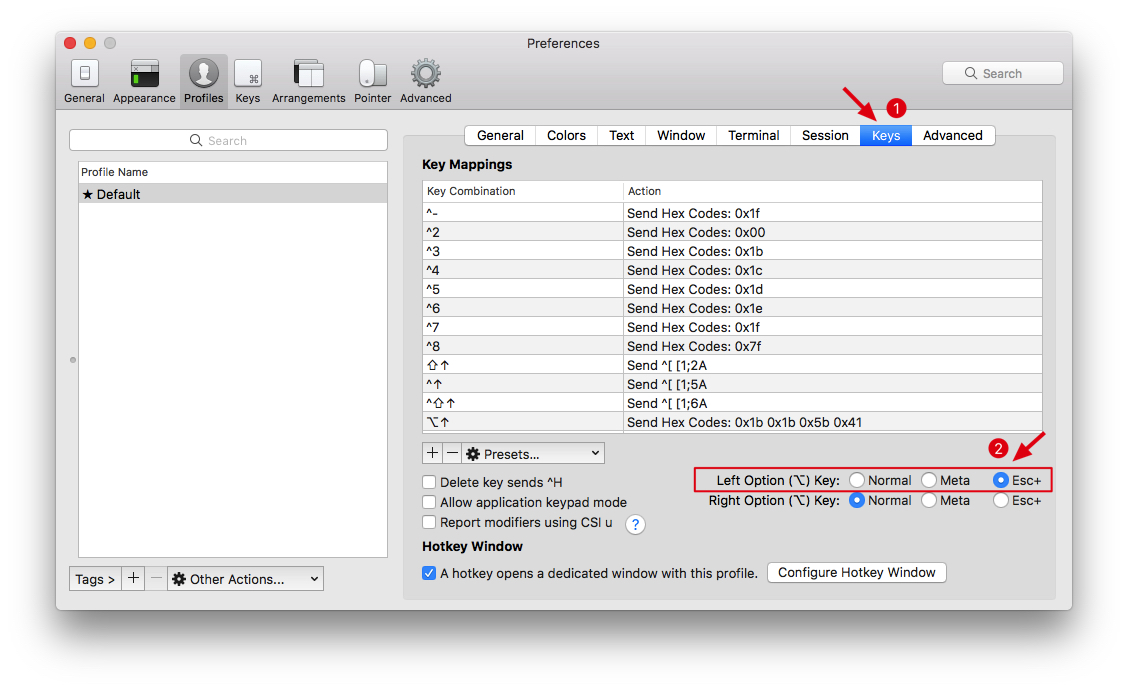 Preferences
General Appearance Profiles Keys Arrangements Pointer Advanced
Search
1
Search
General Colors Text Window Terminal Session Keys Advanced
Profile Name
★ Default
Key Mappings
Key Combination Action
^- Send Hex Codes: 0x1f
^2 Send Hex Codes: 0x00
^3 Send Hex Codes: 0x1b
^4 Send Hex Codes: 0x1c
^5 Send Hex Codes: 0x1d
^6 Send Hex Codes: 0x1e
^7 Send Hex Codes: 0x1f
^8 Send Hex Codes: 0x7f
⇧↑ Send ^[ [1;2A
^↑ Send ^[ [1;5A
^⇧↑ Send ^[ [1;6A
⌥↑ Send Hex Codes: 0x1b 0x1b 0x5b 0x41
+ − Presets...
2
Delete key sends ^H
Allow application keypad mode
Report modifiers using CSI u ?
Left Option (⌥) Key: Normal Meta Esc+
Right Option (⌥) Key: Normal Meta Esc+
Hotkey Window
A hotkey opens a dedicated window with this profile. Configure Hotkey Window
Tags > + − Other Actions...